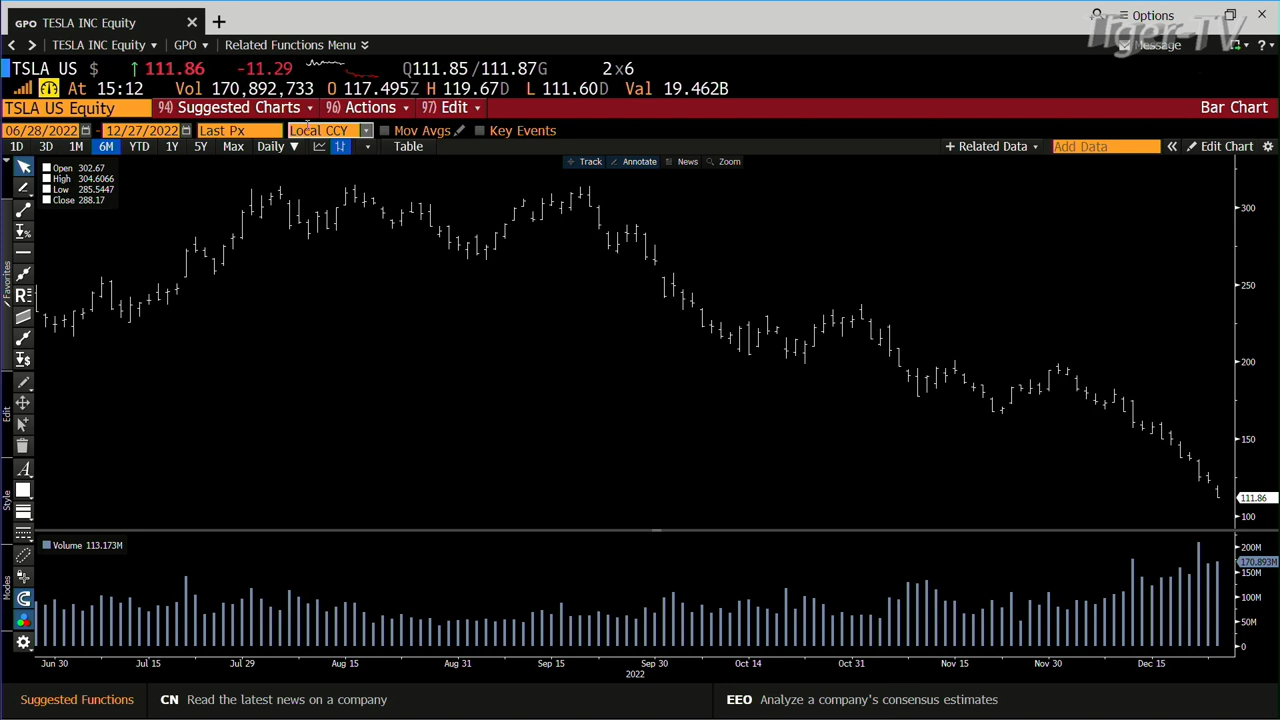 GPO TESLA INC Equity
Options
TESLA INC Equity GPO Related Functions Menu
Message
Tiger-TV
TSLA US $ ↑ 111.86 -11.29 Q111.85/111.87G 2x6
At 15:12 Vol 170,892,733 O 117.495Z H 119.67D L 111.60D Val 19.462B
TSLA US Equity 94) Suggested Charts 96) Actions 97) Edit Bar Chart
06/28/2022 - 12/27/2022 Last Px Local CCY Mov Avgs Key Events
1D 3D 1M 6M YTD 1Y 5Y Max Daily ▼ Table + Related Data Add Data « Edit Chart
Track Annotate News Zoom
Open 302.67
High 304.6066
Low 285.5447
Close 288.17
300
250
200
150
111.86
100
Favorites
Edit
Style
Modes
Volume 113.173M
200M
170.893M
150M
100M
50M
0
Jun 30 Jul 15 Jul 29 Aug 15 Aug 31 Sep 15 Sep 30 Oct 14 Oct 31 Nov 15 Nov 30 Dec 15
2022
Suggested Functions CN Read the latest news on a company EEO Analyze a company's consensus estimates